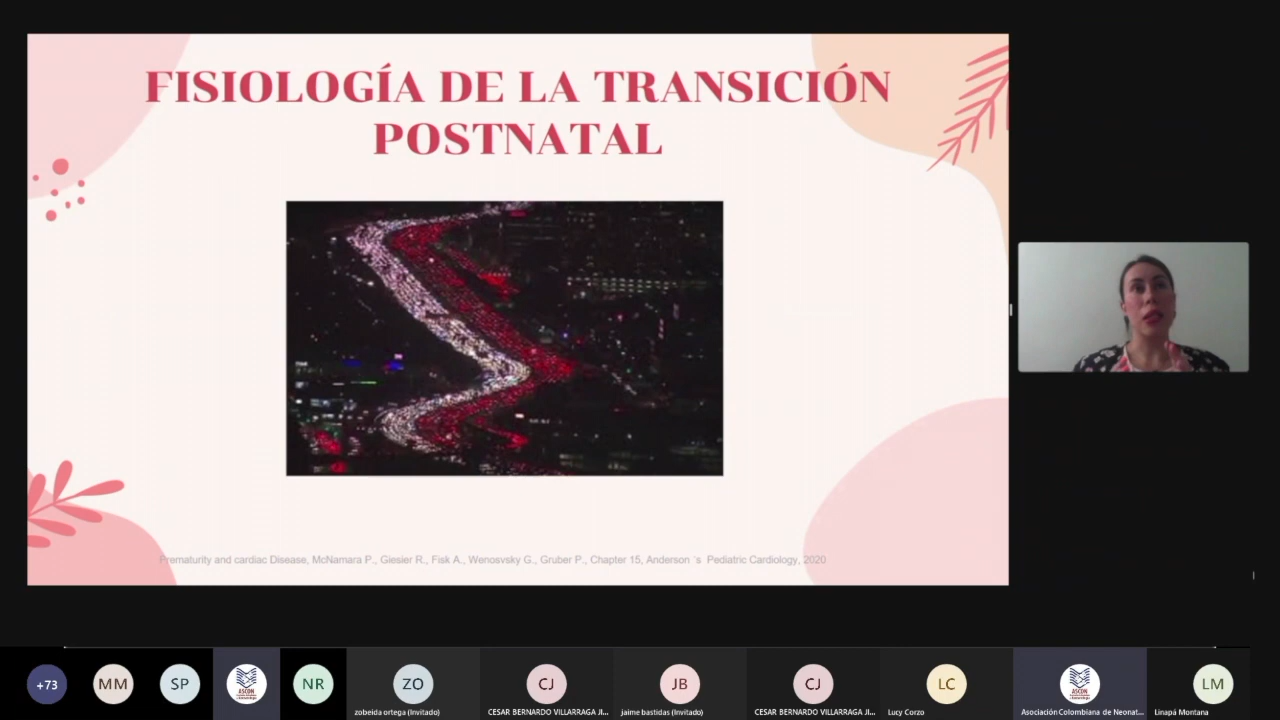 FISIOLOGÍA DE LA TRANSICIÓN
POSTNATAL
Prematurity and cardiac Disease, McNamara P., Giesier R., Fisk A., Wenosvsky G., Gruber P., Chapter 15, Anderson ´s Pediatric Cardiology, 2020
+73
MM
SP
ASCON
NR
ZO
zobeida ortega (Invitado)
CJ
CESAR BERNARDO VILLARRAGA JI...
JB
jaime bastidas (Invitado)
CJ
CESAR BERNARDO VILLARRAGA JI...
LC
Lucy Corzo
ASCON
Asociación Colombiana de Neonat...
LM
Linapá Montana